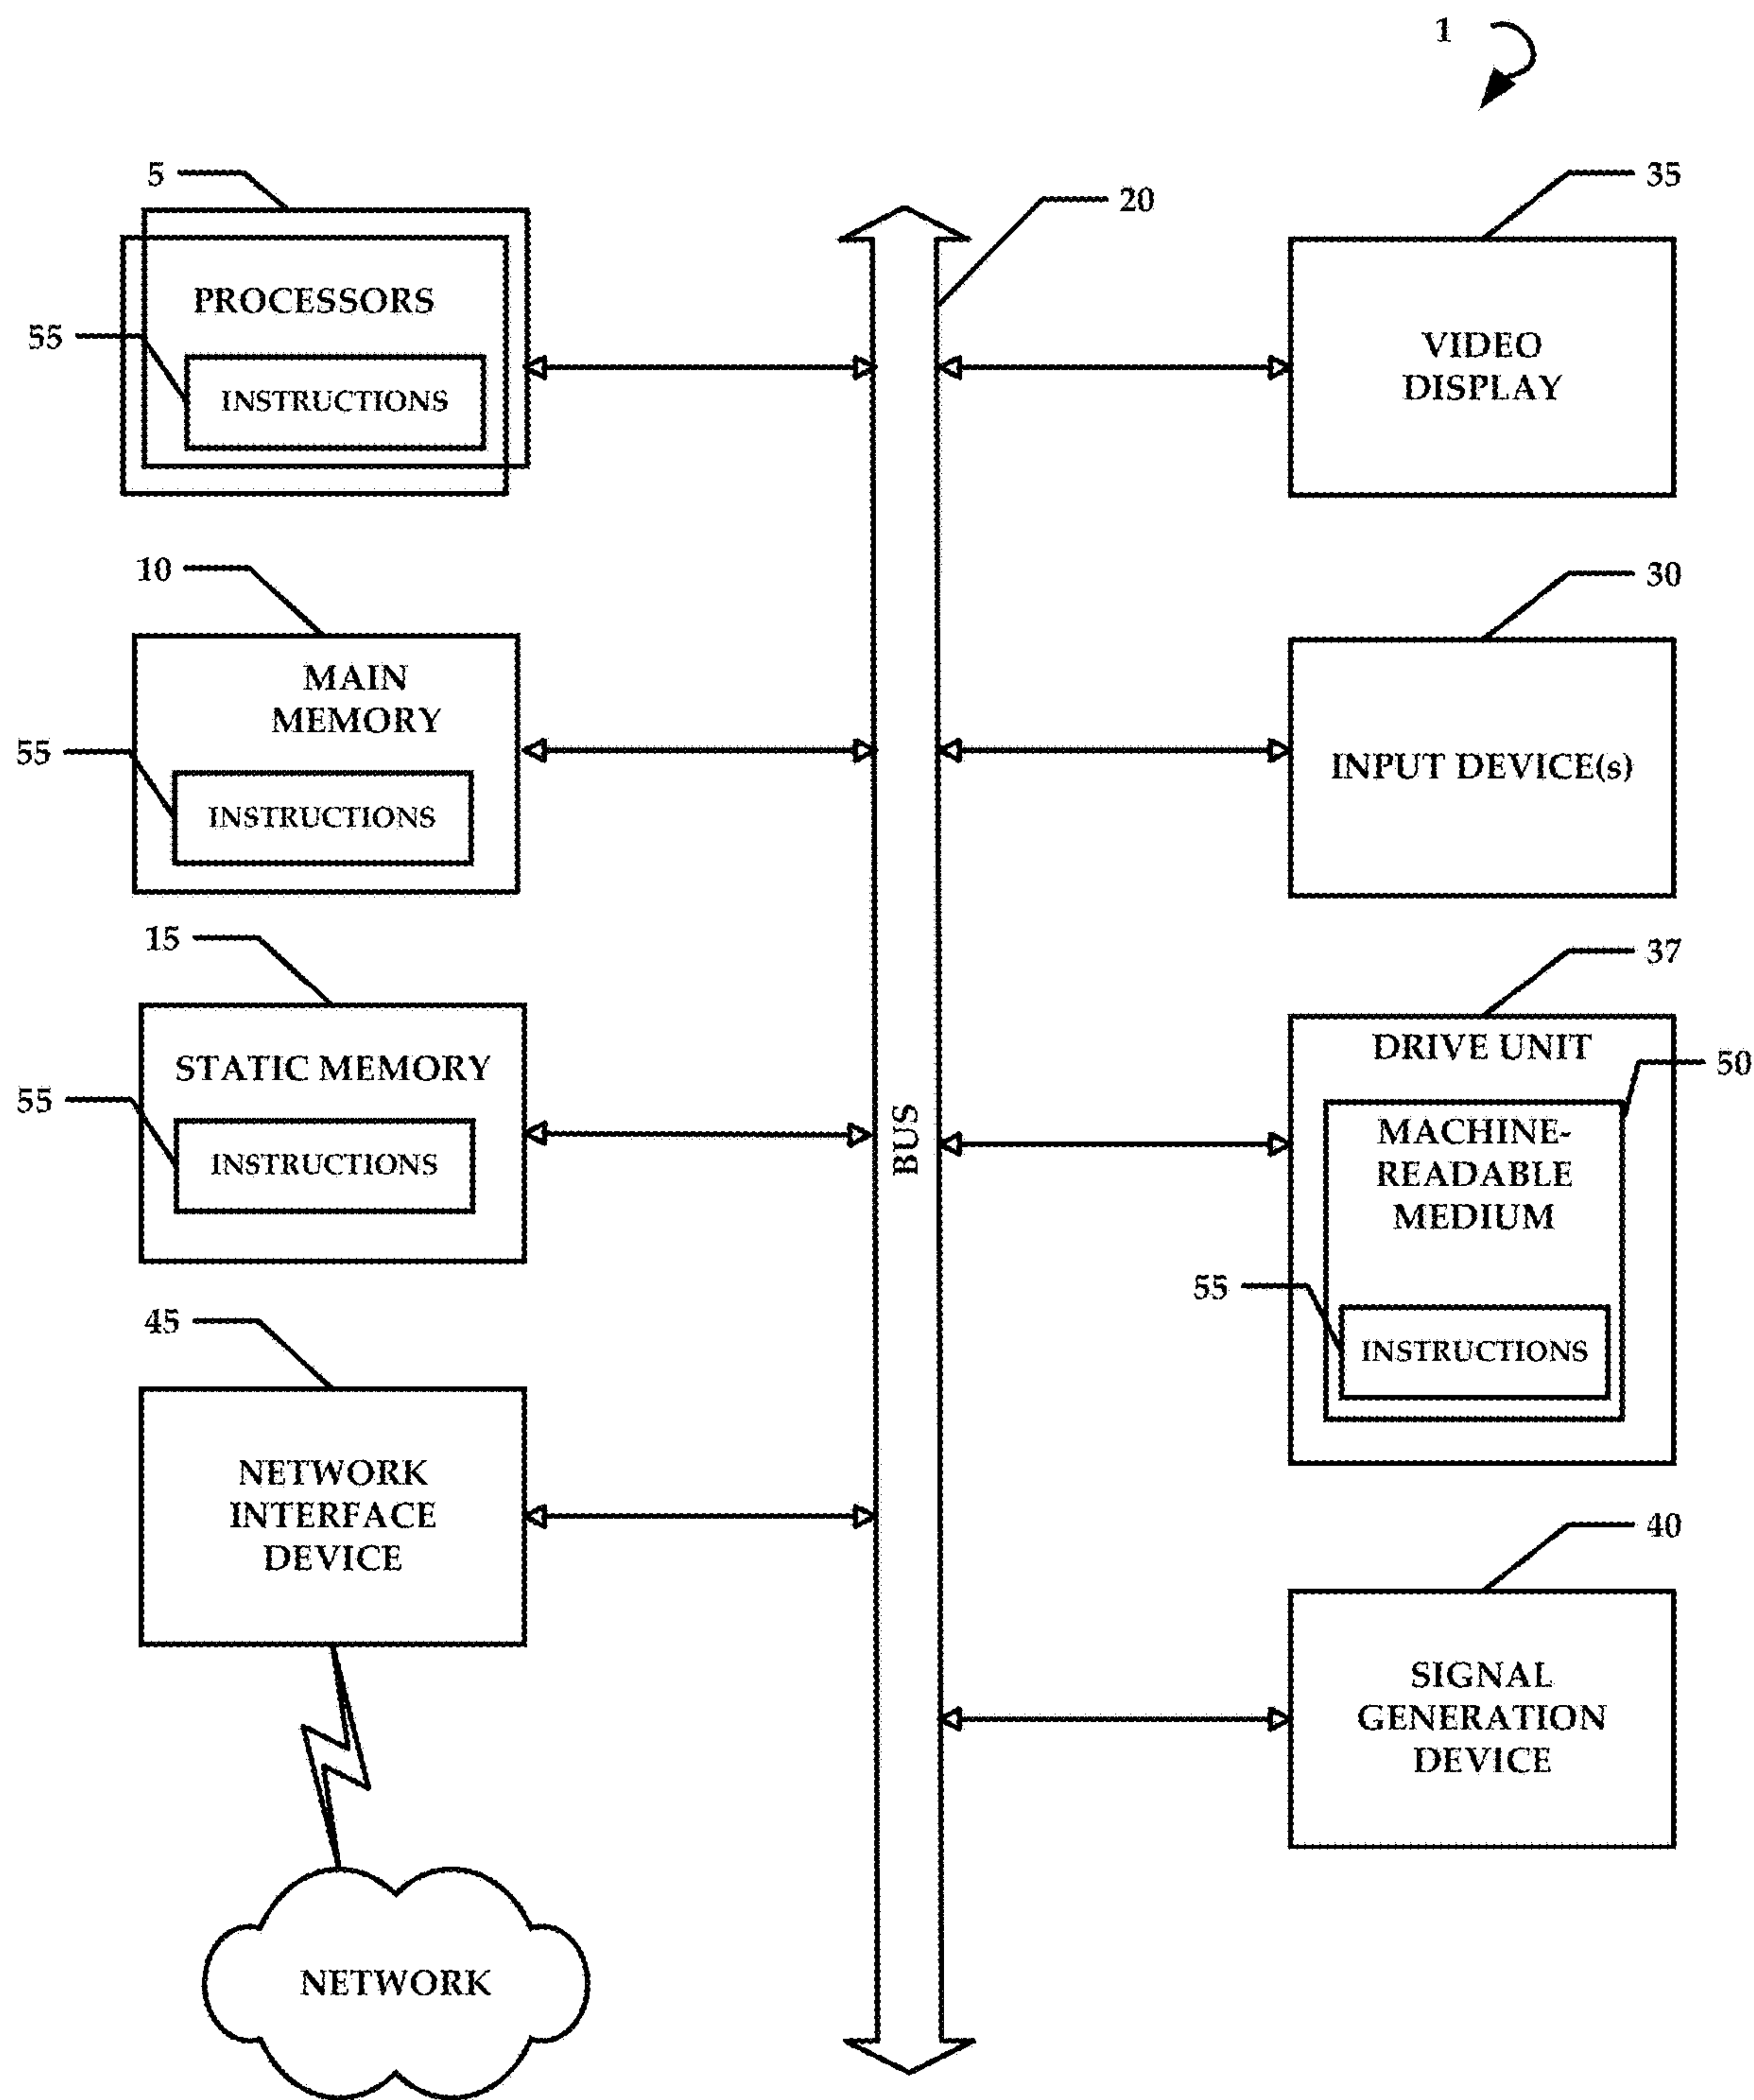 1
5
20
35
PROCESSORS
55
INSTRUCTIONS
VIDEO
DISPLAY
10
30
MAIN
MEMORY
55
INSTRUCTIONS
INPUT DEVICE(s)
15
37
STATIC MEMORY
55
INSTRUCTIONS
BUS
DRIVE UNIT
50
MACHINE-
READABLE
MEDIUM
55
INSTRUCTIONS
45
NETWORK
INTERFACE
DEVICE
40
SIGNAL
GENERATION
DEVICE
NETWORK